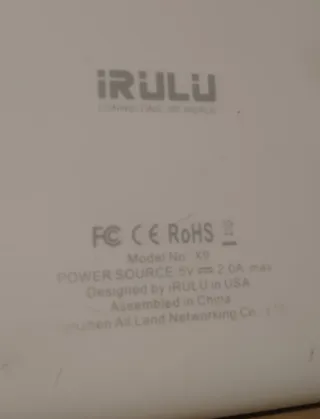 iRULU
FC CE RoHS
Model No. X9
POWER SOURCE 5v 2.0A max
Designed by iRULU in USA
Assembled in China
All Land Networking Co.